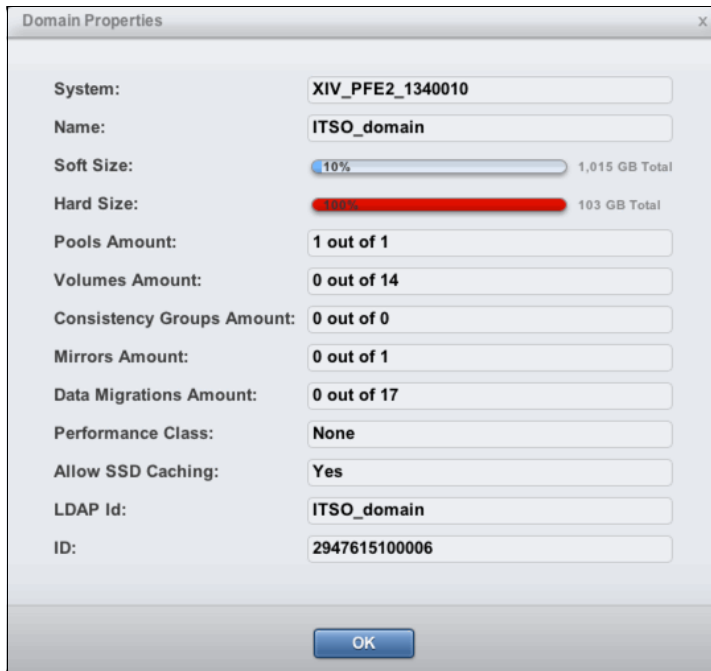 Domain Properties x
System: XIV_PFE2_1340010
Name: ITSO_domain
Soft Size: 10% 1,015 GB Total
Hard Size: 100% 103 GB Total
Pools Amount: 1 out of 1
Volumes Amount: 0 out of 14
Consistency Groups Amount: 0 out of 0
Mirrors Amount: 0 out of 1
Data Migrations Amount: 0 out of 17
Performance Class: None
Allow SSD Caching: Yes
LDAP Id: ITSO_domain
ID: 2947615100006
OK